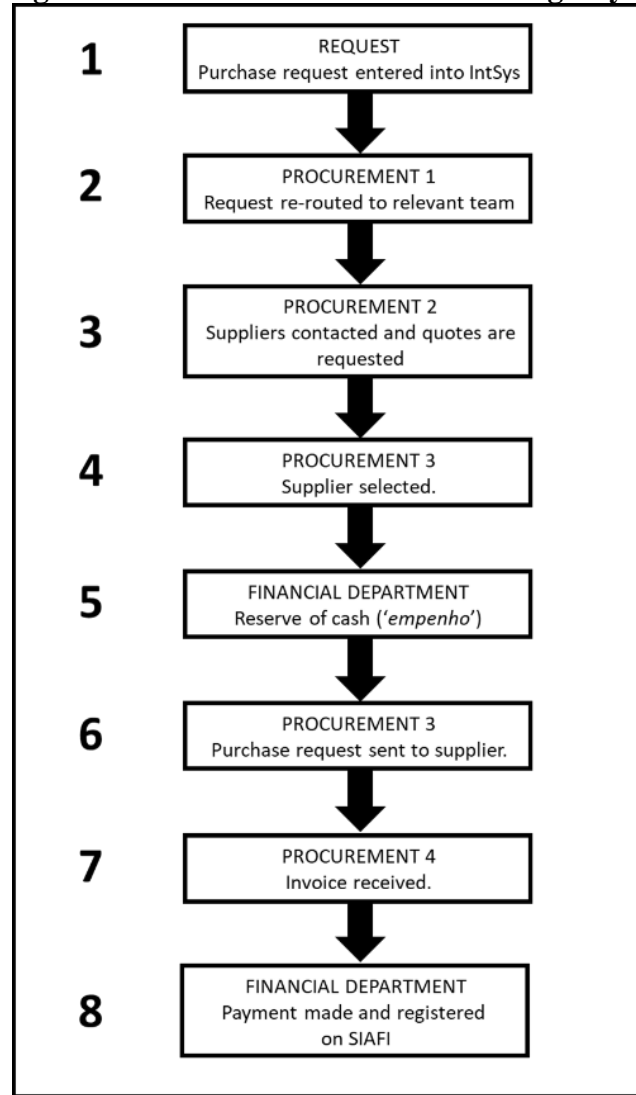 1
REQUEST
Purchase request entered into IntSys
2
PROCUREMENT 1
Request re-routed to relevant team
3
PROCUREMENT 2
Suppliers contacted and quotes are
requested
4
PROCUREMENT 3
Supplier selected.
5
FINANCIAL DEPARTMENT
Reserve of cash (‘empenho’)
6
PROCUREMENT 3
Purchase request sent to supplier.
7
PROCUREMENT 4
Invoice received.
8
FINANCIAL DEPARTMENT
Payment made and registered
on SIAFI